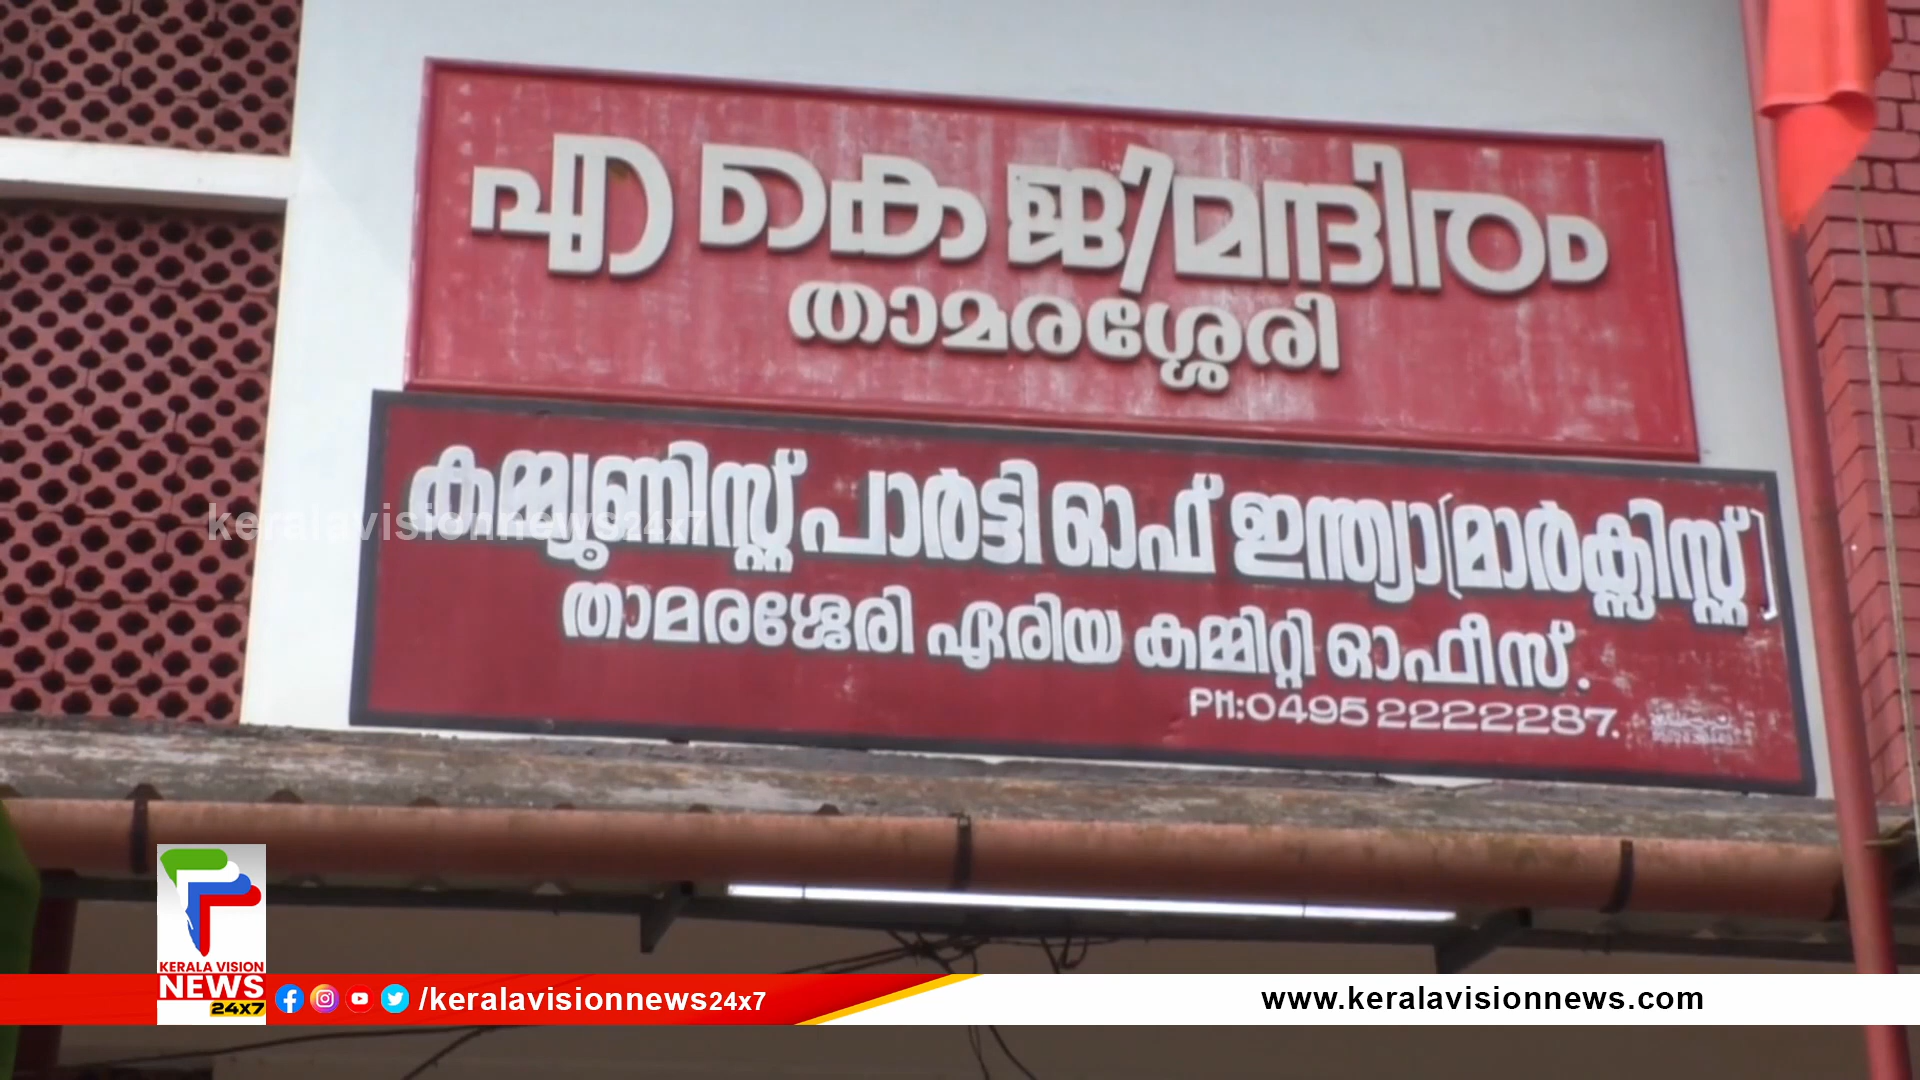 എ കെ ജി മന്ദിരം
താമരശ്ശേരി
കമ്മ്യൂണിസ്റ്റ് പാർട്ടി ഓഫ് ഇന്ത്യാ (മാർക്സിസ്റ്റ്)
keralavisionnews24x7
താമരശ്ശേരി ഏരിയ കമ്മിറ്റി ഓഫീസ്.
PH:0495 2222287.
KERALA VISION
NEWS
24x7
/keralavisionnews24x7
www.keralavisionnews.com